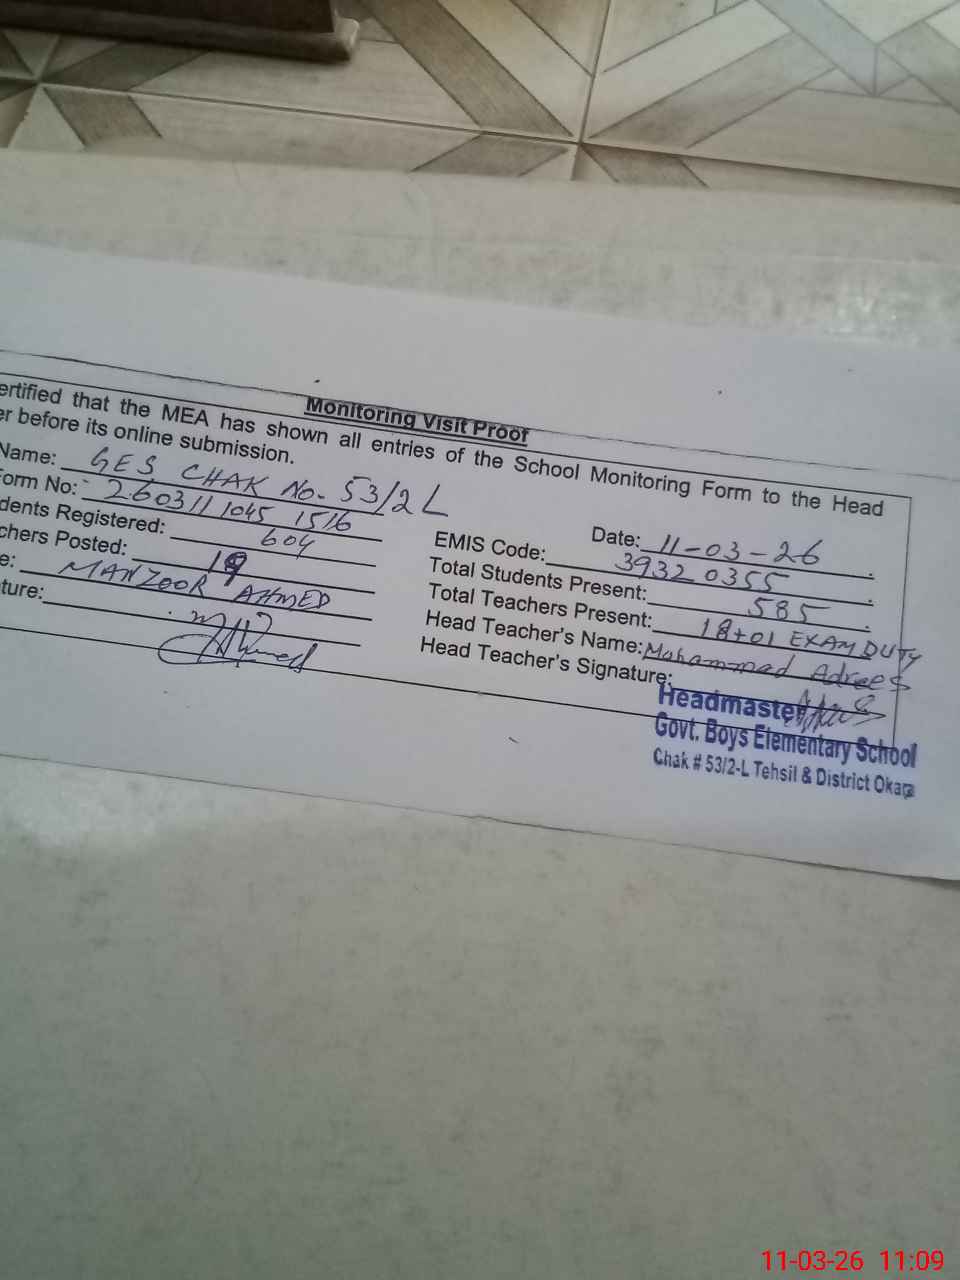 Monitoring Visit Proof
ertified that the MEA has shown all entries of the School Monitoring Form to the Head
er before its online submission.
Name: GES CHAK No. 53/2L
Date: 11-03-26
orm No: 260311 1045 1516
EMIS Code: 39320355
dents Registered: 604
Total Students Present: 585
chers Posted: 19
Total Teachers Present: 18+01 EXAM DUTY
e: MANZOOR AHMED
Head Teacher's Name: Mohammad Adrees
ture:
Head Teacher's Signature:
Headmaster
Govt. Boys Elementary School
Chak # 53/2-L Tehsil & District Okara
11-03-26 11:09